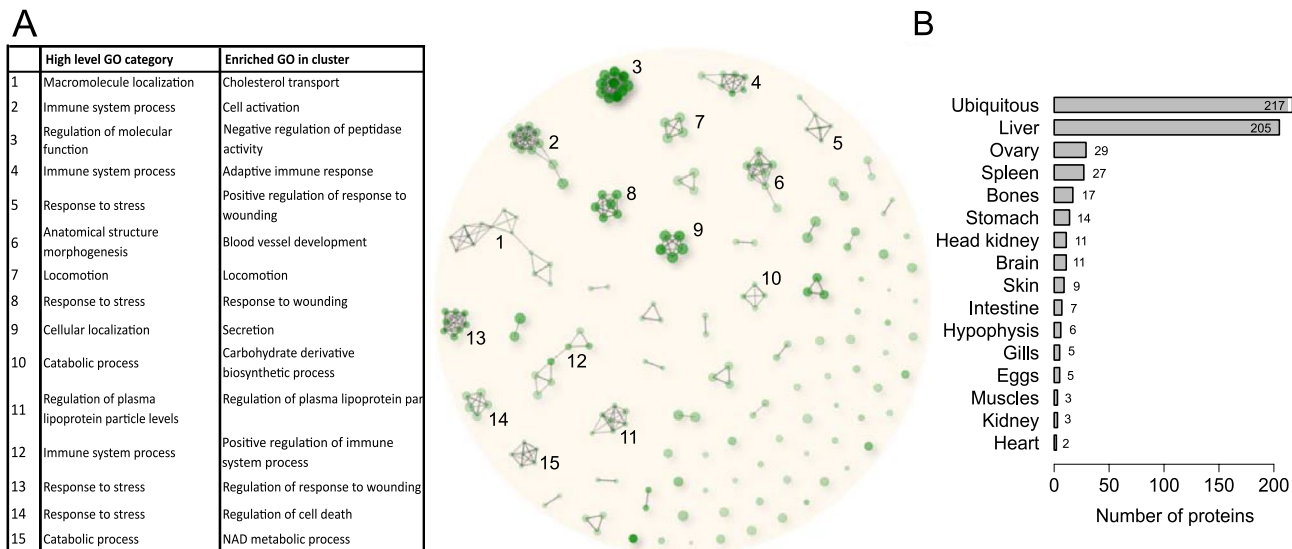 A
High level GO category Enriched GO in cluster
1 Macromolecule localization Cholesterol transport
2 Immune system process Cell activation
3 Regulation of molecular Negative regulation of peptidase
function activity
4 Immune system process Adaptive immune response
5 Response to stress Positive regulation of response to
wounding
6 Anatomical structure Blood vessel development
morphogenesis
7 Locomotion Locomotion
8 Response to stress Response to wounding
9 Cellular localization Secretion
10 Catabolic process Carbohydrate derivative
biosynthetic process
11 Regulation of plasma Regulation of plasma lipoprotein par
lipoprotein particle levels
12 Immune system process Positive regulation of immune
system process
13 Response to stress Regulation of response to wounding
14 Response to stress Regulation of cell death
15 Catabolic process NAD metabolic process
3
4
7
5
2
6
8
9
1
10
13
12
14
11
15
B
Ubiquitous 217
Liver 205
Ovary 29
Spleen 27
Bones 17
Stomach 14
Head kidney 11
Brain 11
Skin 9
Intestine 7
Hypophysis 6
Gills 5
Eggs 5
Muscles 3
Kidney 3
Heart 2
0 50 100 150 200
Number of proteins